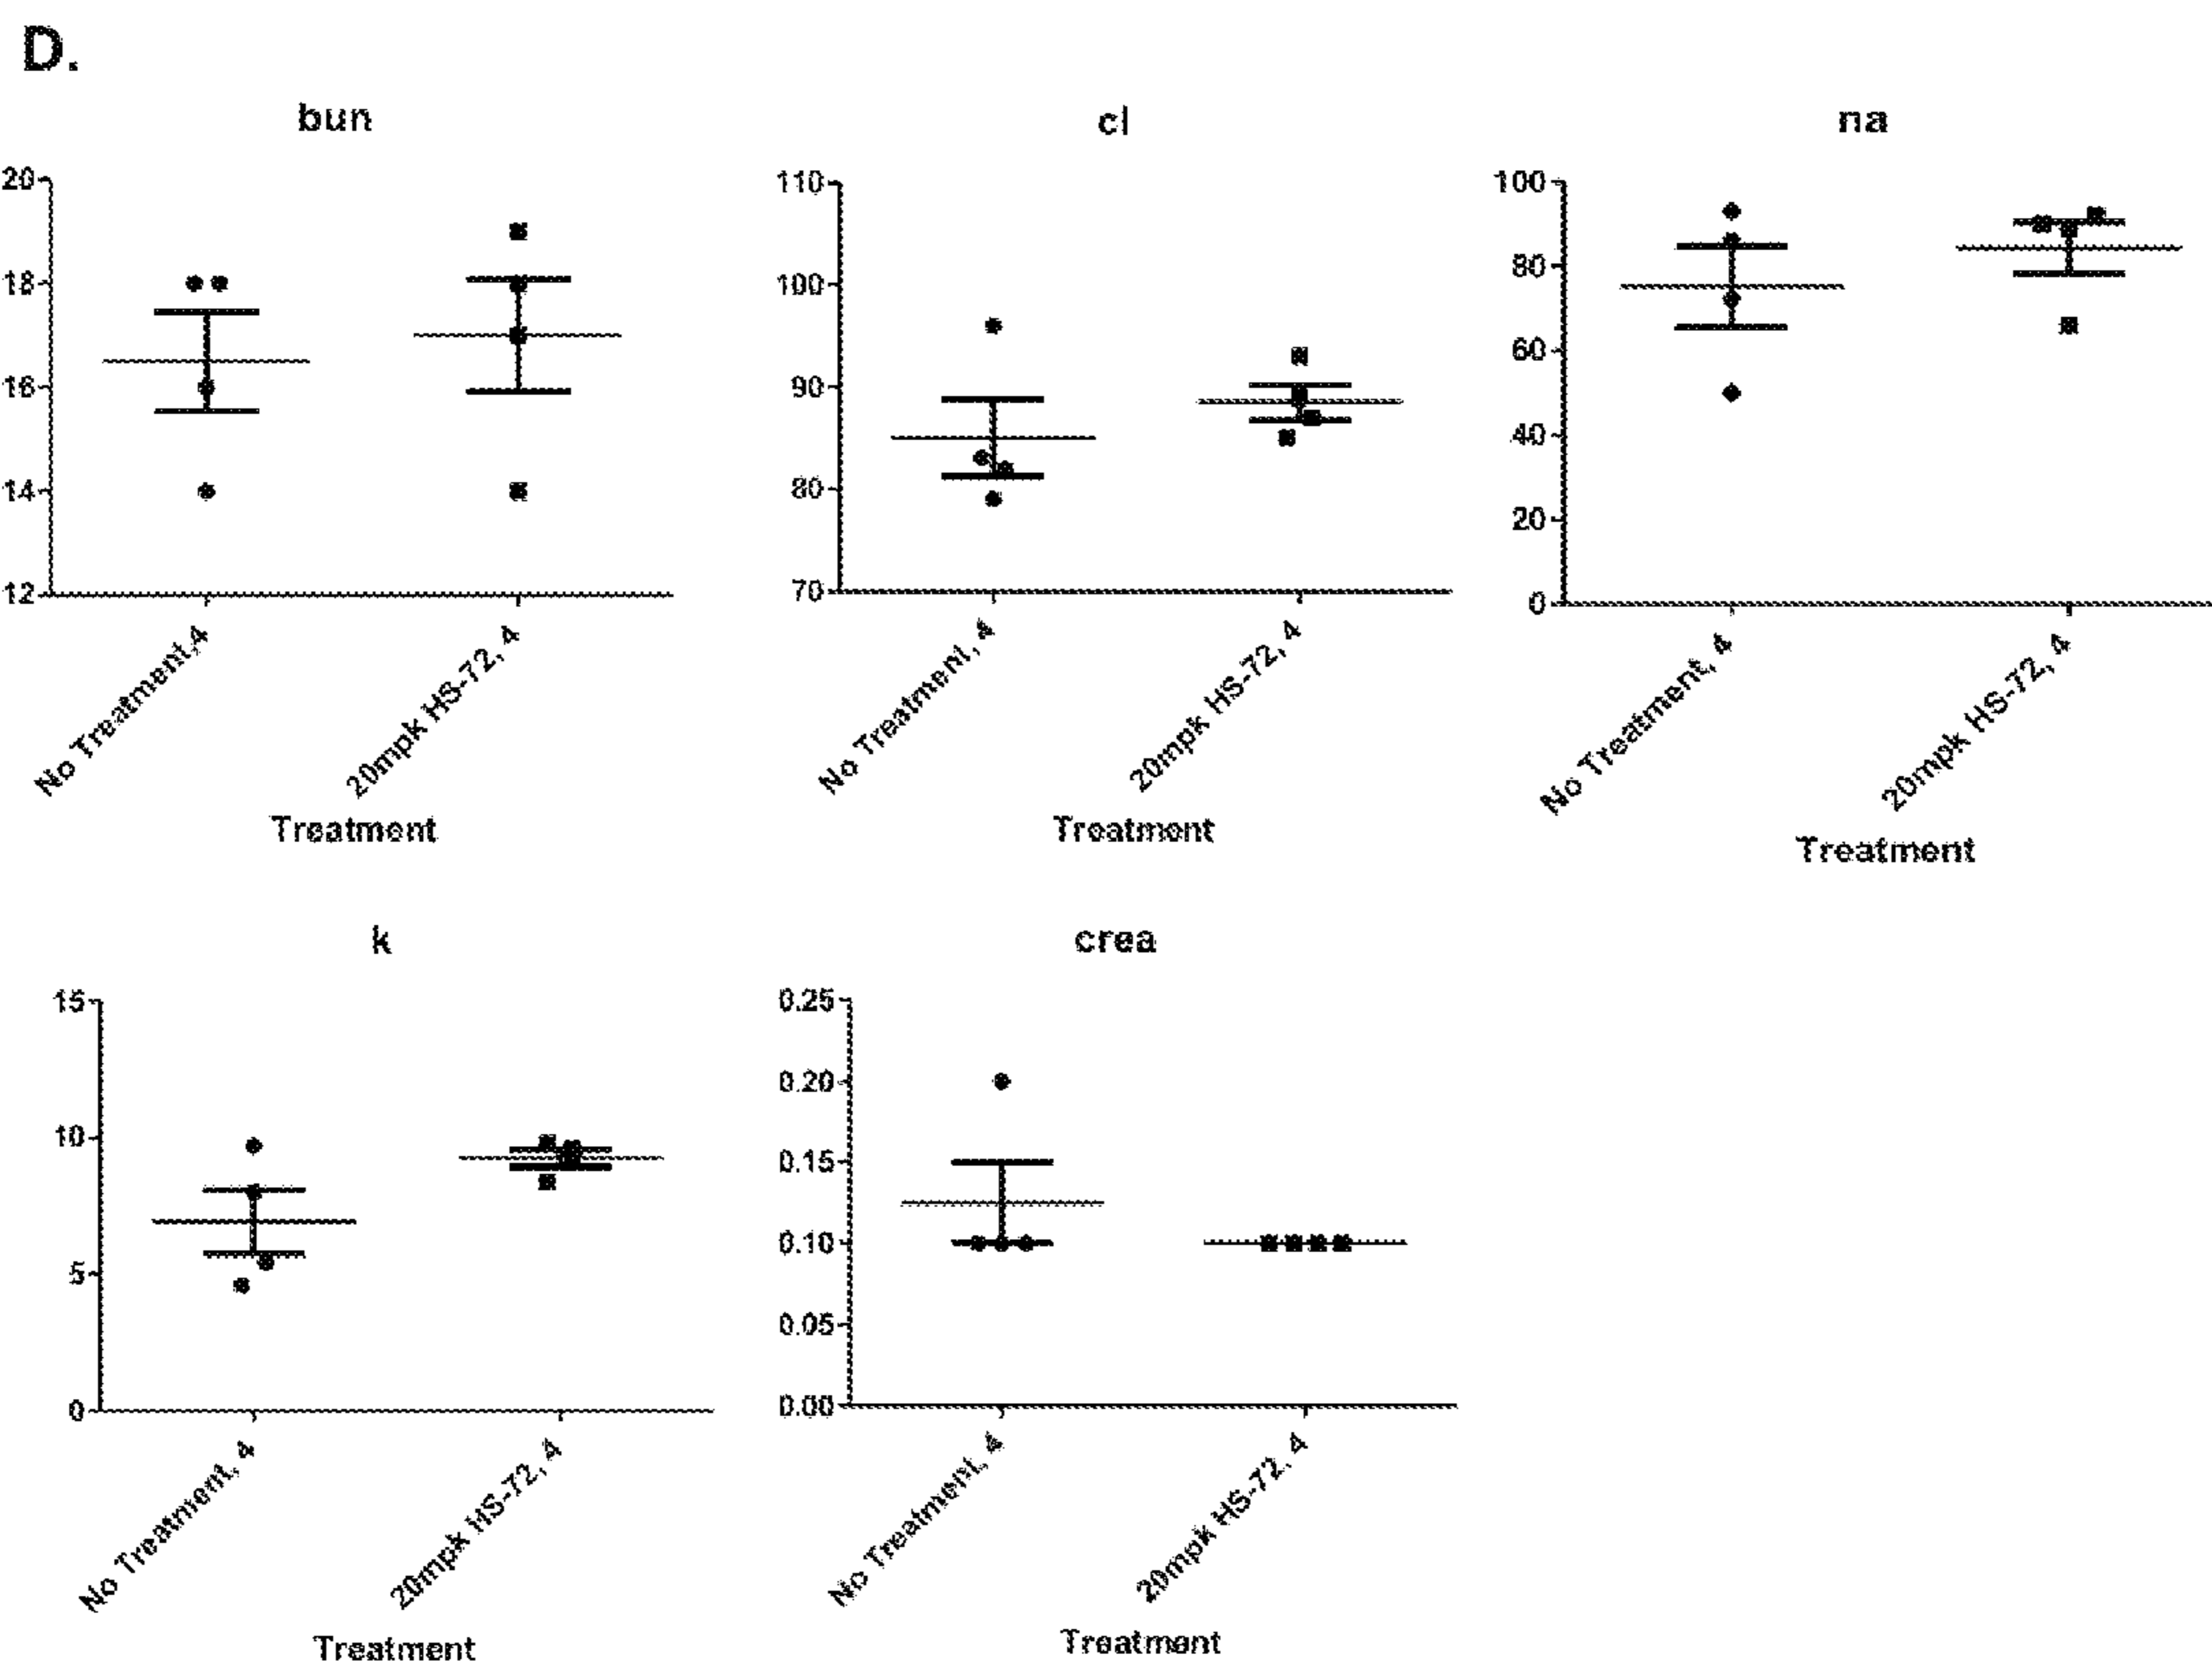 D.
bun
20
18
16
14
12
No Treatment,4
20mpk HS-72, 4
Treatment
cl
110
100
90
80
70
No Treatment, 4
20mpk HS-72, 4
Treatment
na
100
80
60
40
20
0
No Treatment, 4
20mpk HS-72, 4
Treatment
k
15
10
5
0
No Treatment, 4
20mpk HS-72, 4
Treatment
crea
0.25
0.20
0.15
0.10
0.05
0.00
No Treatment, 4
20mpk HS-72, 4
Treatment